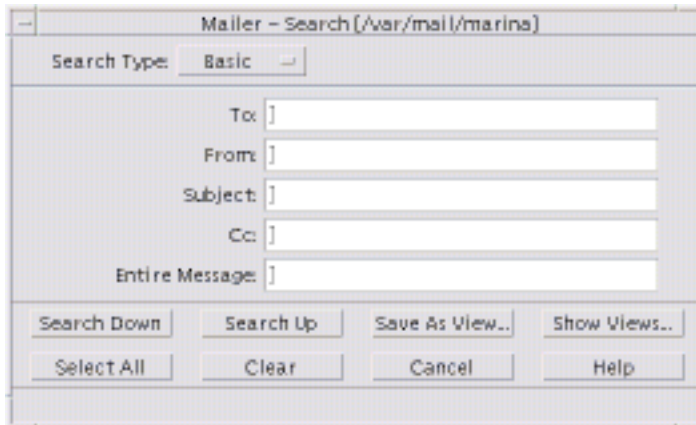 Mailer – Search [/var/mail/marina]
Search Type: Basic
To:
From:
Subject:
Cc:
Entire Message:
Search Down Search Up Save As View... Show Views...
Select All Clear Cancel Help